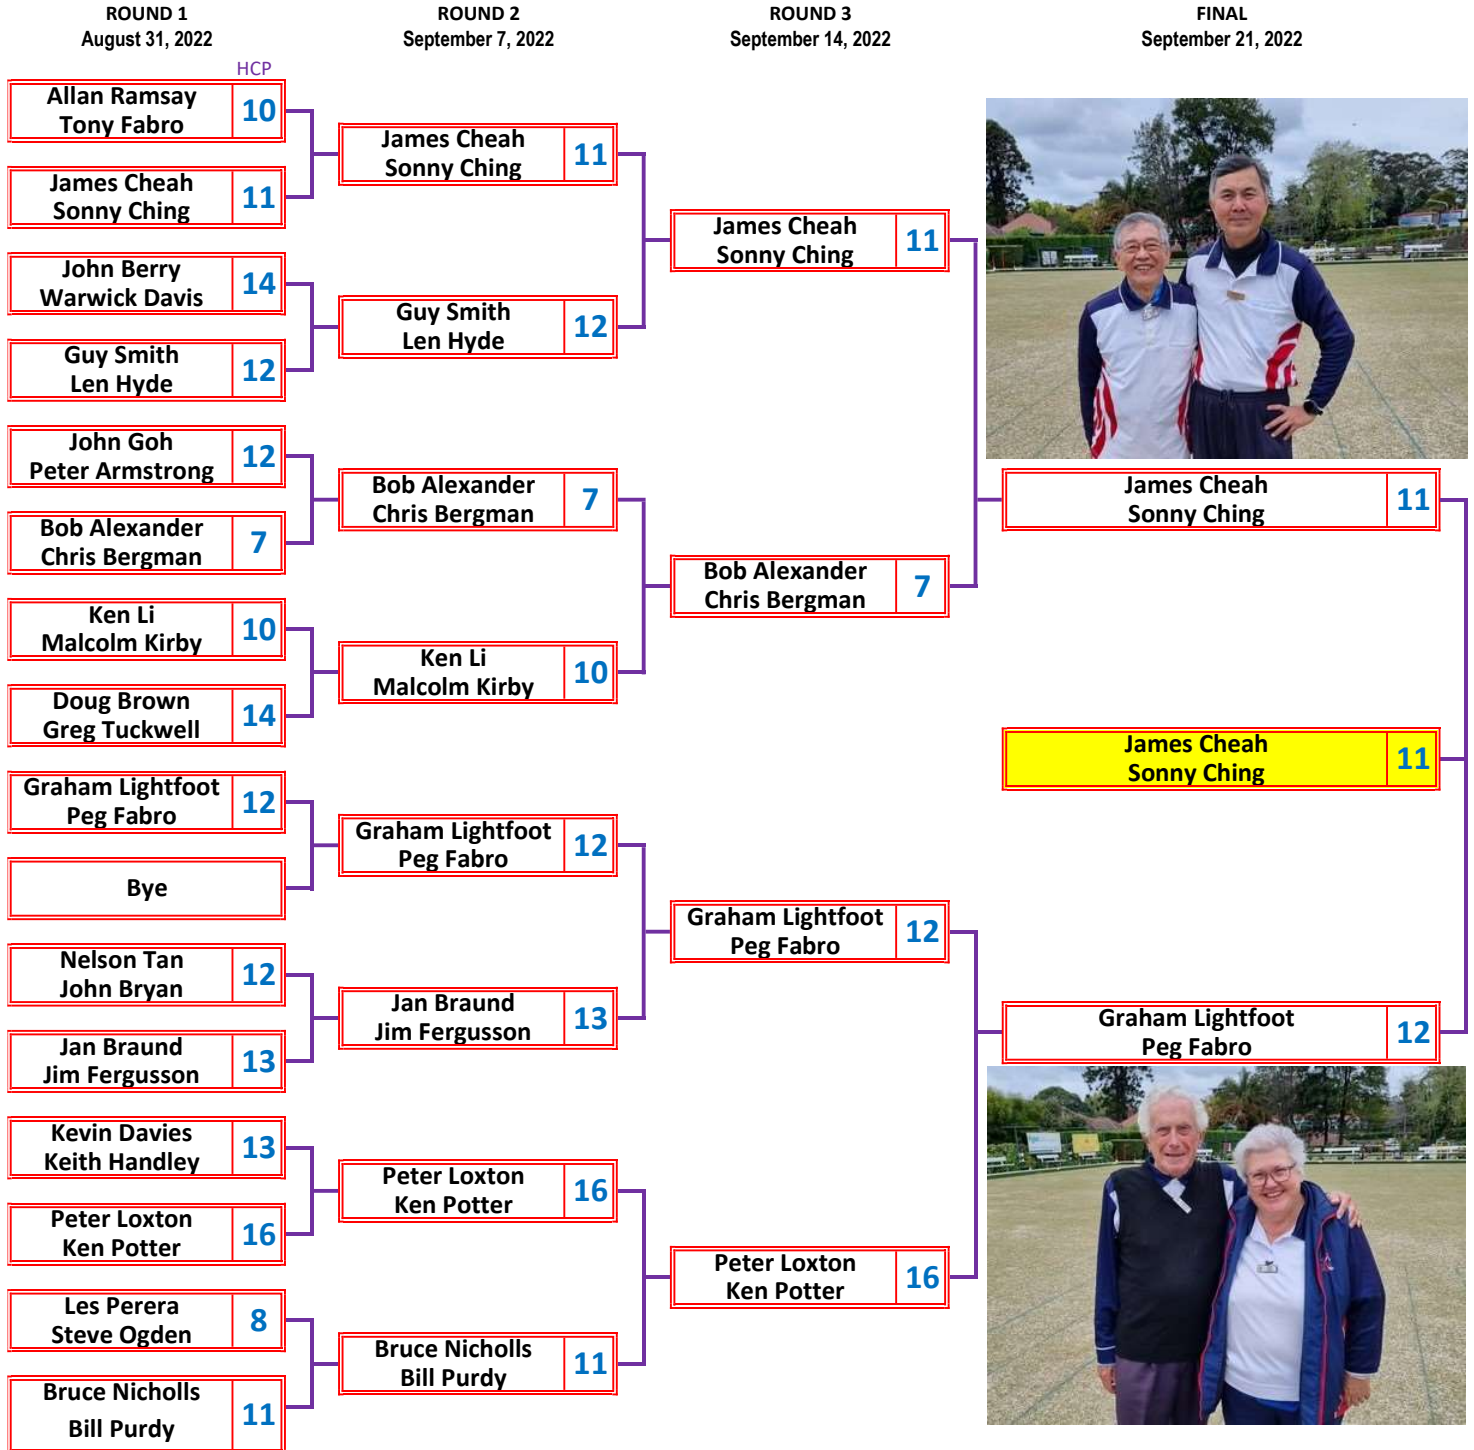 ROUND 1
August 31, 2022
ROUND 2
September 7, 2022
ROUND 3
September 14, 2022
FINAL
September 21, 2022
HCP
Allan Ramsay
Tony Fabro
10
James Cheah
Sonny Ching
11
John Berry
Warwick Davis
14
Guy Smith
Len Hyde
12
John Goh
Peter Armstrong
12
Bob Alexander
Chris Bergman
7
Ken Li
Malcolm Kirby
10
Doug Brown
Greg Tuckwell
14
Graham Lightfoot
Peg Fabro
12
Bye
Nelson Tan
John Bryan
12
Jan Braund
Jim Fergusson
13
Kevin Davies
Keith Handley
13
Peter Loxton
Ken Potter
16
Les Perera
Steve Ogden
8
Bruce Nicholls
Bill Purdy
11
James Cheah
Sonny Ching
11
Guy Smith
Len Hyde
12
Bob Alexander
Chris Bergman
7
Ken Li
Malcolm Kirby
10
Graham Lightfoot
Peg Fabro
12
Jan Braund
Jim Fergusson
13
Peter Loxton
Ken Potter
16
Bruce Nicholls
Bill Purdy
11
James Cheah
Sonny Ching
11
Bob Alexander
Chris Bergman
7
Graham Lightfoot
Peg Fabro
12
Peter Loxton
Ken Potter
16
James Cheah
Sonny Ching
11
James Cheah
Sonny Ching
11
Graham Lightfoot
Peg Fabro
12